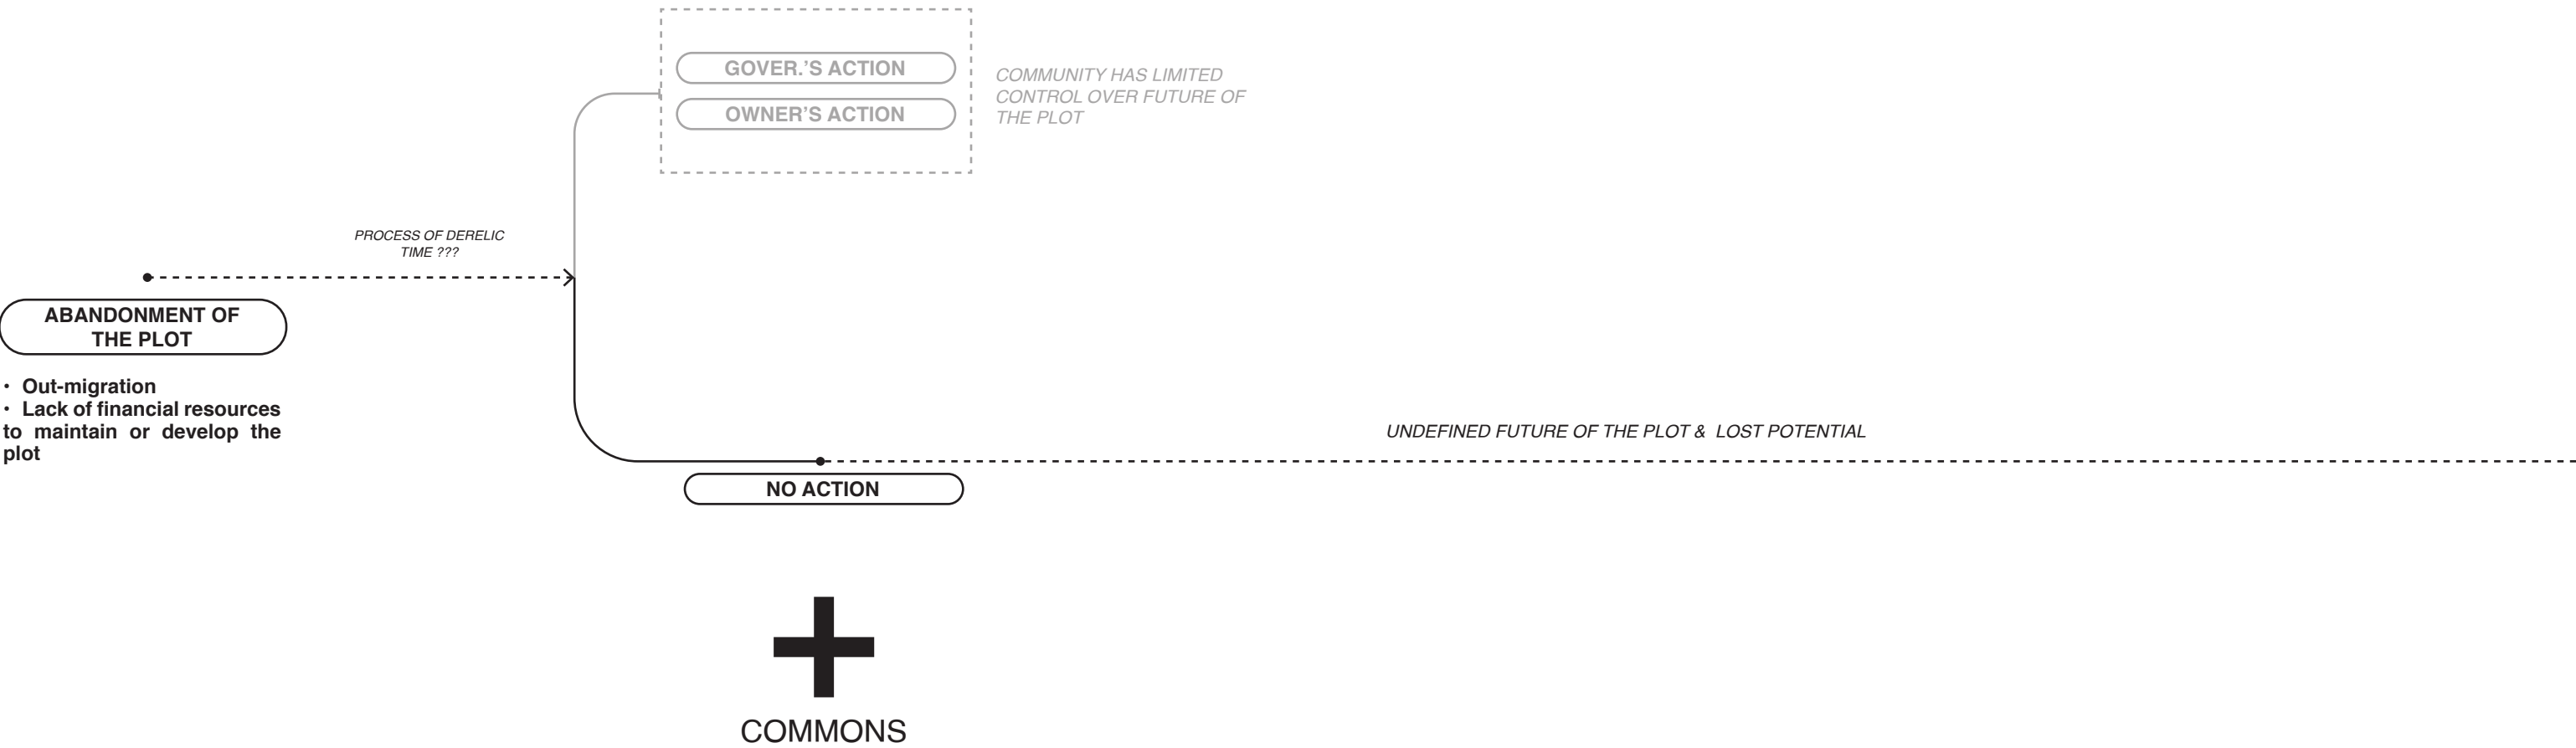 GOVER.'S ACTION
OWNER'S ACTION
COMMUNITY HAS LIMITED
CONTROL OVER FUTURE OF
THE PLOT
PROCESS OF DERELIC
TIME ???
ABANDONMENT OF
THE PLOT
• Out-migration
• Lack of financial resources
to maintain or develop the
plot
UNDEFINED FUTURE OF THE PLOT & LOST POTENTIAL
NO ACTION
COMMONS